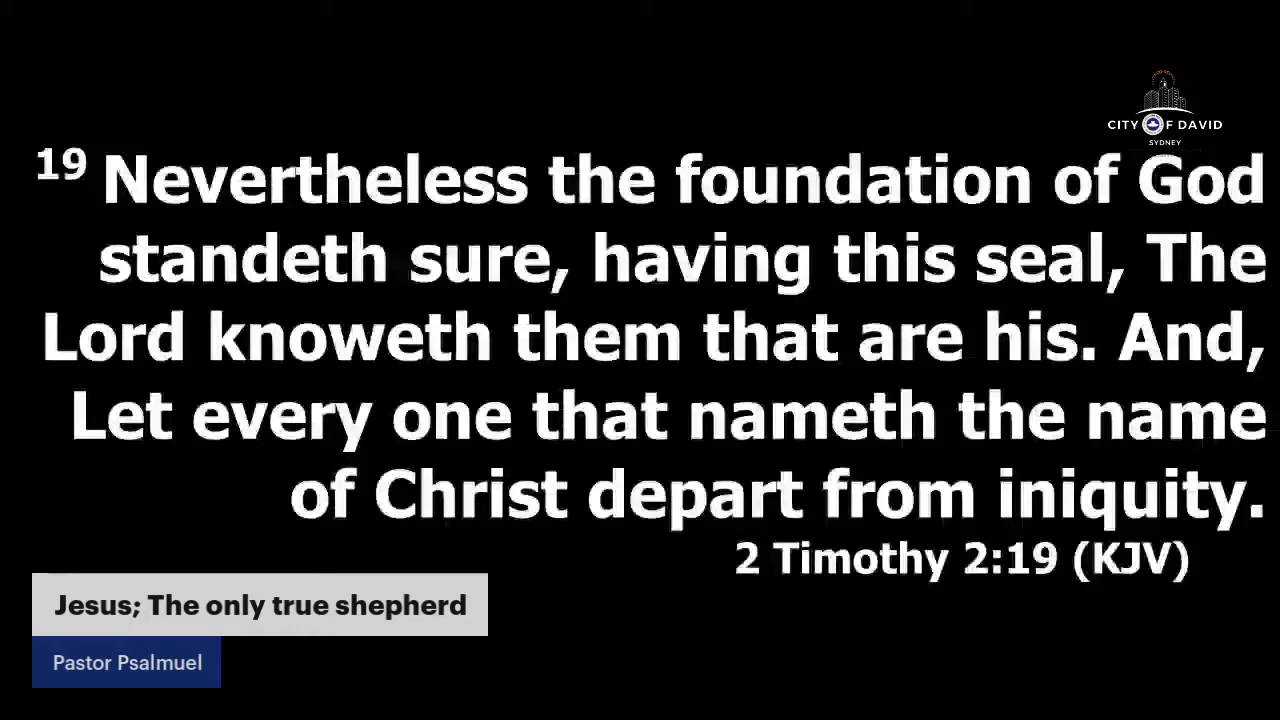 CITY OF DAVID
SYDNEY
19 Nevertheless the foundation of God
standeth sure, having this seal, The
Lord knoweth them that are his. And,
Let every one that nameth the name
of Christ depart from iniquity.
2 Timothy 2:19 (KJV)
Jesus; The only true shepherd
Pastor Psalmuel